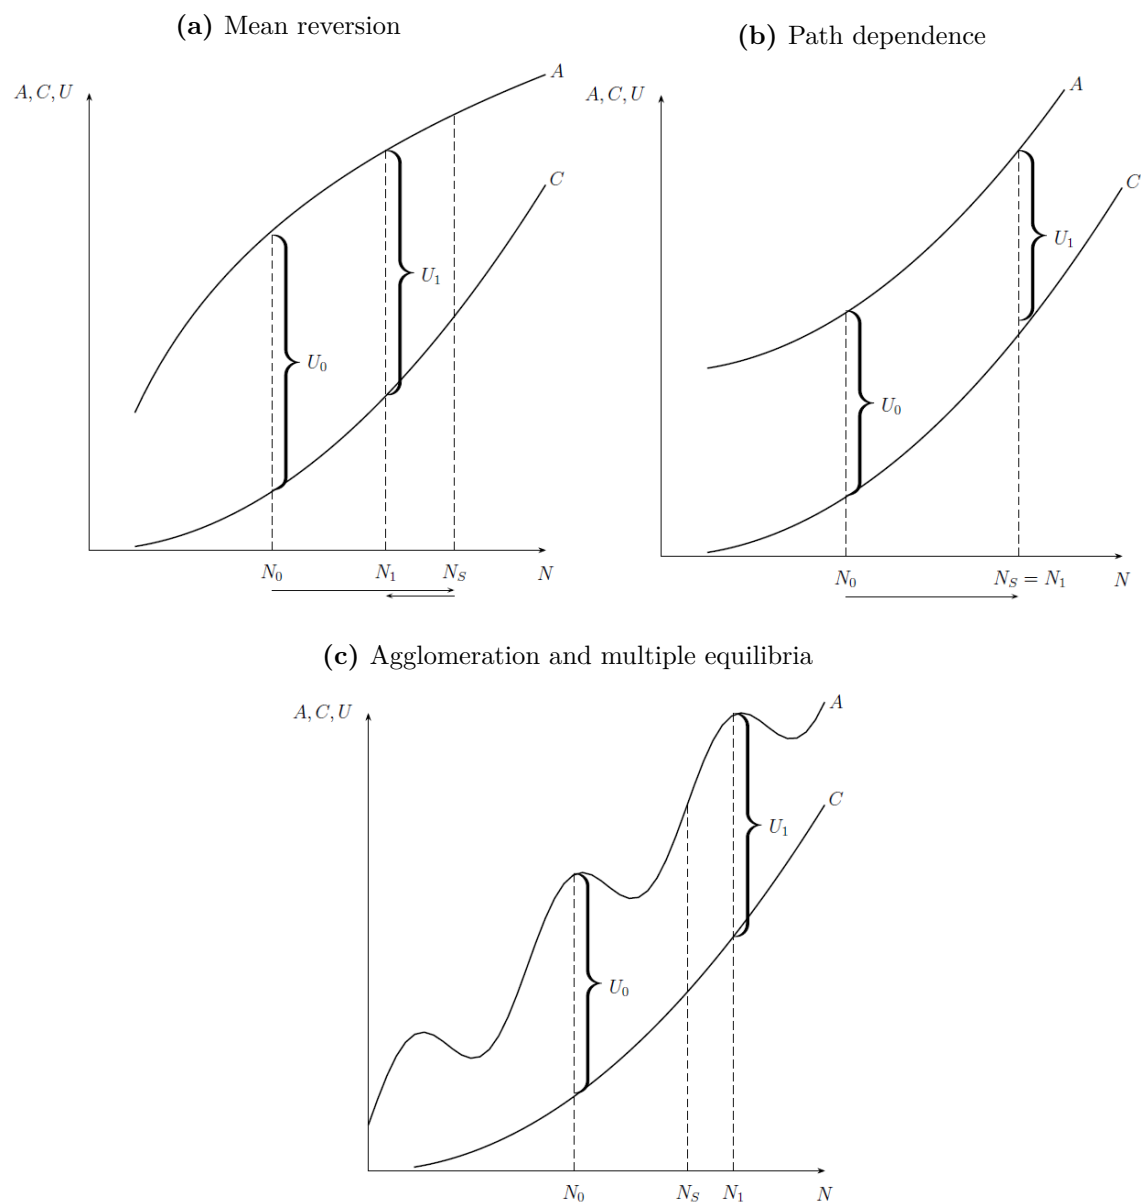 (a) Mean reversion
A, C, U
A
C
U₁
U₀
N₀
N₁
N_S
N
(b) Path dependence
A, C, U
A
C
U₁
U₀
N₀
N_S = N₁
N
(c) Agglomeration and multiple equilibria
A, C, U
A
C
U₁
U₀
N₀
N_S
N₁
N